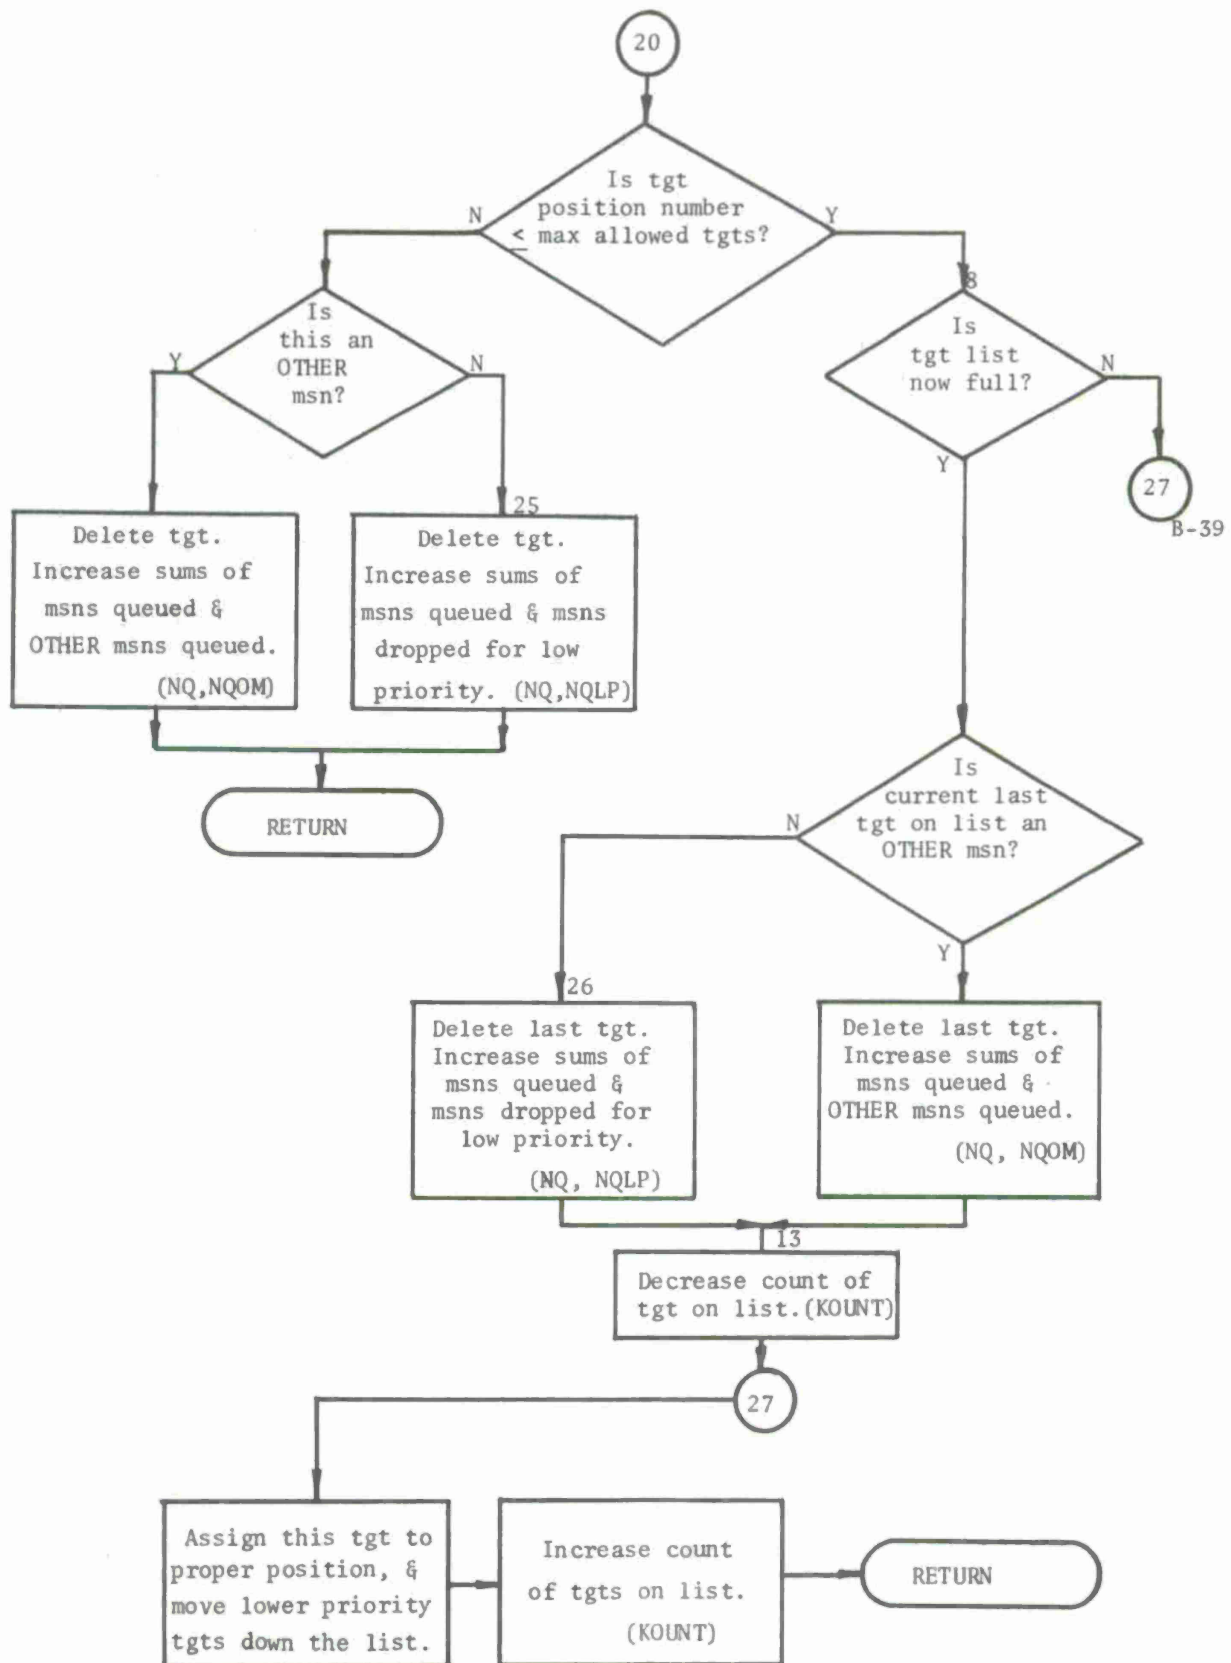 20
Is tgt
position number
≤ max allowed tgts?
N
Y
Is
this an
OTHER
msn?
Y
N
8
Is
tgt list
now full?
N
Y
27
B-39
Delete tgt.
Increase sums of
msns queued &
OTHER msns queued.
(NQ,NQOM)
25
Delete tgt.
Increase sums of
msns queued & msns
dropped for low
priority. (NQ,NQLP)
RETURN
Is
current last
tgt on list an
OTHER msn?
N
Y
26
Delete last tgt.
Increase sums of
msns queued &
msns dropped for
low priority.
(NQ, NQLP)
Delete last tgt.
Increase sums of
msns queued &
OTHER msns queued.
(NQ, NQOM)
13
Decrease count of
tgt on list.(KOUNT)
27
Assign this tgt to
proper position, &
move lower priority
tgts down the list.
Increase count
of tgts on list.
(KOUNT)
RETURN